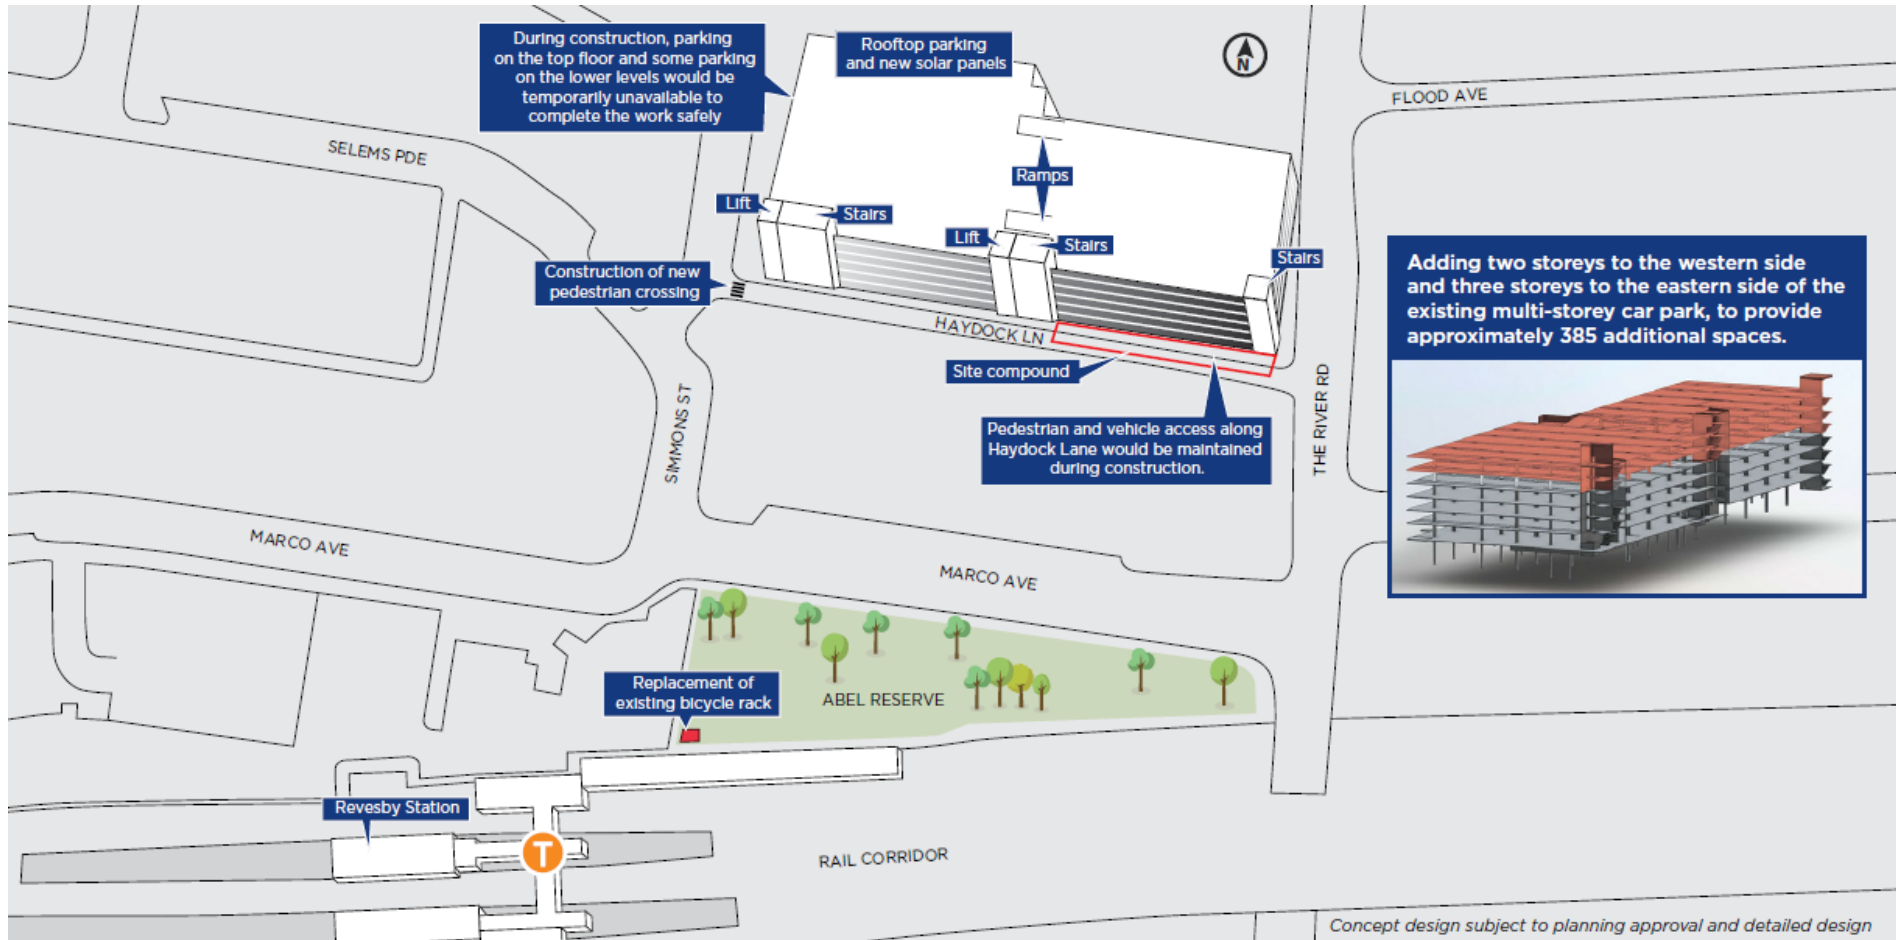 During construction, parking
on the top floor and some parking
on the lower levels would be
temporarily unavailable to
complete the work safely
Rooftop parking
and new solar panels
N
FLOOD AVE
SELEMS PDE
Ramps
Lift
Stairs
Lift
Stairs
Stairs
Construction of new
pedestrian crossing
HAYDOCK LN
Site compound
Pedestrian and vehicle access along
Haydock Lane would be maintained
during construction.
THE RIVER RD
SIMMONS ST
Adding two storeys to the western side
and three storeys to the eastern side of the
existing multi-storey car park, to provide
approximately 385 additional spaces.
MARCO AVE
MARCO AVE
Replacement of
existing bicycle rack
ABEL RESERVE
Revesby Station
T
RAIL CORRIDOR
Concept design subject to planning approval and detailed design